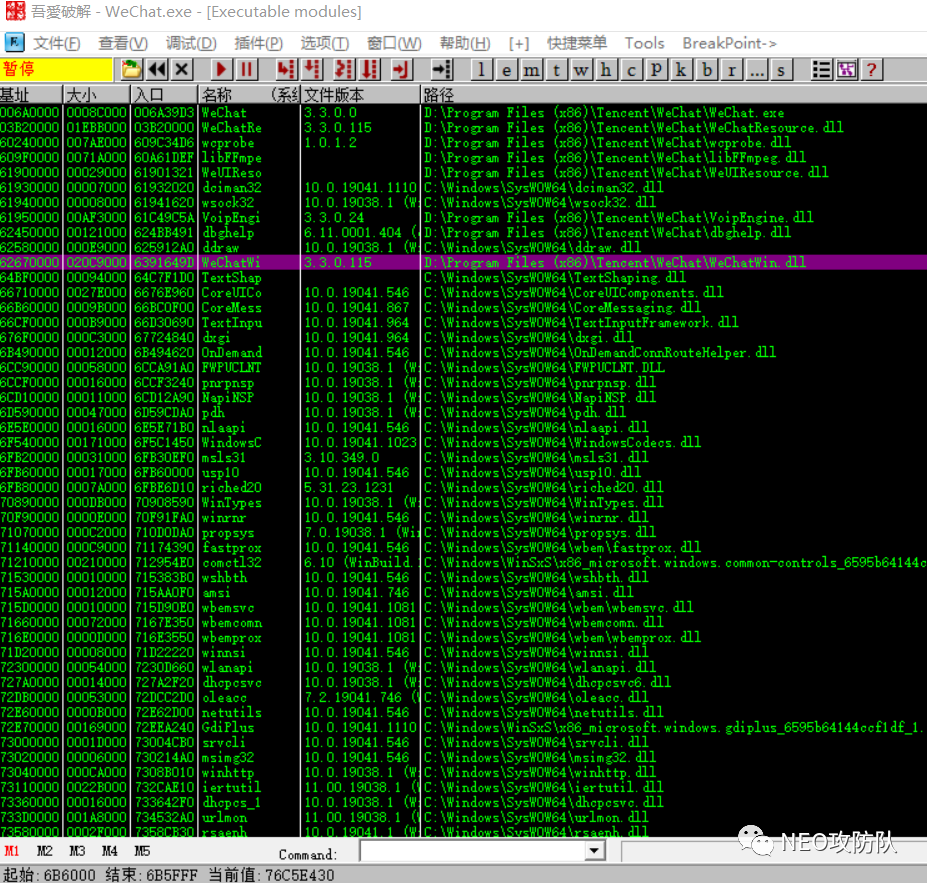 吾愛破解 - WeChat.exe - [Executable modules]
文件(F) 查看(V) 调试(D) 插件(P) 选项(T) 窗口(W) 帮助(H) [+] 快捷菜单 Tools BreakPoint->
暂停 l e m t w h c p k b r ... s ?
基址 大小 入口 名称 (系统 文件版本 路径
006A0000 0008C000 006A39D3 WeChat 3.3.0.0 D:\Program Files (x86)\Tencent\WeChat\WeChat.exe
03B20000 01EBB000 03B20000 WeChatRe 3.3.0.115 D:\Program Files (x86)\Tencent\WeChat\WeChatResource.dll
60240000 007AE000 609C34D6 wcprobe 1.0.1.2 D:\Program Files (x86)\Tencent\WeChat\wcprobe.dll
609F0000 0071A000 60A61DEF libFFmpe D:\Program Files (x86)\Tencent\WeChat\libFFmpeg.dll
61900000 00029000 61901321 WeUIReso D:\Program Files (x86)\Tencent\WeChat\WeUIResource.dll
61930000 00007000 61932020 dciman32 10.0.19041.1110 C:\Windows\SysWOW64\dciman32.dll
61940000 00008000 61941620 wsock32 10.0.19038.1 (W: C:\Windows\SysWOW64\wsock32.dll
61950000 00AF3000 61C49C5A VoipEngi 3.3.0.24 D:\Program Files (x86)\Tencent\WeChat\VoipEngine.dll
62450000 00121000 624BB491 dbghelp 6.11.0001.404 ( D:\Program Files (x86)\Tencent\WeChat\dbghelp.dll
62580000 000E9000 625912A0 ddraw 10.0.19038.1 (W: C:\Windows\SysWOW64\ddraw.dll
62670000 020C9000 6391649D WeChatWi 3.3.0.115 D:\Program Files (x86)\Tencent\WeChat\WeChatWin.dll
64BF0000 00094000 64C7F1D0 TextShap C:\Windows\SysWOW64\TextShaping.dll
66710000 0027E000 6676E960 CoreUICo 10.0.19041.546 C:\Windows\SysWOW64\CoreUIComponents.dll
66B60000 0009B000 66BC0F00 CoreMess 10.0.19041.867 C:\Windows\SysWOW64\CoreMessaging.dll
66CF0000 000B9000 66D30690 TextInpu 10.0.19041.964 C:\Windows\SysWOW64\TextInputFramework.dll
676F0000 000C3000 67724840 dxgi 10.0.19041.964 C:\Windows\SysWOW64\dxgi.dll
6B490000 00012000 6B494620 OnDemand 10.0.19041.546 C:\Windows\SysWOW64\OnDemandConnRouteHelper.dll
6CC90000 00058000 6CCA91A0 FWPUCLNT 10.0.19038.1 (W: C:\Windows\SysWOW64\FWPUCLNT.DLL
6CCF0000 00016000 6CCF3240 pnrpnsp 10.0.19038.1 (W: C:\Windows\SysWOW64\pnrpnsp.dll
6CD10000 00011000 6CD12A90 NapiNSP 10.0.19038.1 (W: C:\Windows\SysWOW64\NapiNSP.dll
6D590000 00047000 6D59CDA0 pdh 10.0.19038.1 (W: C:\Windows\SysWOW64\pdh.dll
6E5E0000 00016000 6E5E71B0 nlaapi 10.0.19041.546 C:\Windows\SysWOW64\nlaapi.dll
6F540000 00171000 6F5C1450 WindowsC 10.0.19041.1023 C:\Windows\SysWOW64\WindowsCodecs.dll
6FB20000 00031000 6FB30EF0 msls31 3.10.349.0 C:\Windows\SysWOW64\msls31.dll
6FB60000 00017000 6FB60000 usp10 10.0.19041.546 C:\Windows\SysWOW64\usp10.dll
6FB80000 0007A000 6FBE6D10 riched20 5.31.23.1231 C:\Windows\SysWOW64\riched20.dll
70890000 000DB000 70908590 WinTypes 10.0.19038.1 (W: C:\Windows\SysWOW64\WinTypes.dll
70F90000 0000E000 70F91FA0 winrnr 10.0.19041.546 C:\Windows\SysWOW64\winrnr.dll
71070000 000C2000 710D0DA0 propsys 7.0.19038.1 (Wi: C:\Windows\SysWOW64\propsys.dll
71140000 000C9000 71174390 fastprox 10.0.19041.546 C:\Windows\SysWOW64\wbem\fastprox.dll
71210000 00210000 712954E0 comctl32 6.10 (WinBuild. C:\Windows\WinSxS\x86_microsoft.windows.common-controls_6595b64144c
71530000 00010000 715383B0 wshbth 10.0.19041.546 C:\Windows\SysWOW64\wshbth.dll
715A0000 00012000 715AA0F0 amsi 10.0.19041.746 C:\Windows\SysWOW64\amsi.dll
715D0000 00010000 715D90E0 wbemsvc 10.0.19041.1081 C:\Windows\SysWOW64\wbem\wbemsvc.dll
71660000 00072000 7167E350 wbemcomn 10.0.19041.1081 C:\Windows\SysWOW64\wbemcomn.dll
716E0000 0000D000 716E3550 wbemprox 10.0.19041.1081 C:\Windows\SysWOW64\wbem\wbemprox.dll
71D20000 00008000 71D22220 winnsi 10.0.19041.546 C:\Windows\SysWOW64\winnsi.dll
72300000 00054000 7230D660 wlanapi 10.0.19038.1 (W: C:\Windows\SysWOW64\wlanapi.dll
727A0000 00014000 727A2F20 dhcpcsvc 10.0.19038.1 (W: C:\Windows\SysWOW64\dhcpcsvc6.dll
72DB0000 00053000 72DCC2D0 oleacc 7.2.19041.746 (W C:\Windows\SysWOW64\oleacc.dll
72E60000 0000B000 72E62D00 netutils 10.0.19041.546 C:\Windows\SysWOW64\netutils.dll
72E70000 00169000 72EEA240 GdiPlus 10.0.19041.1110 C:\Windows\WinSxS\x86_microsoft.windows.gdiplus_6595b64144ccf1df_1.
73000000 0001D000 73004CB0 srvcli 10.0.19041.546 C:\Windows\SysWOW64\srvcli.dll
73020000 00006000 730214A0 msimg32 10.0.19041.546 C:\Windows\SysWOW64\msimg32.dll
73040000 000CA000 7308B010 winhttp 10.0.19038.1 (W: C:\Windows\SysWOW64\winhttp.dll
73110000 0022B000 732CAE10 iertutil 11.00.19038.1 ( C:\Windows\SysWOW64\iertutil.dll
73360000 00016000 733642F0 dhcpcs_1 10.0.19038.1 (W: C:\Windows\SysWOW64\dhcpcsvc.dll
733D0000 001A8000 734532A0 urlmon 11.00.19038.1 (W C:\Windows\SysWOW64\urlmon.dll
73580000 0002F000 7358CB30 rsaenh 10.0.19041.1 (W: C:\Windows\SysWOW64\rsaenh.dll
M1 M2 M3 M4 M5 Command:
NEO攻防队
起始: 6B6000 结束: 6B5FFF 当前值: 76C5E430